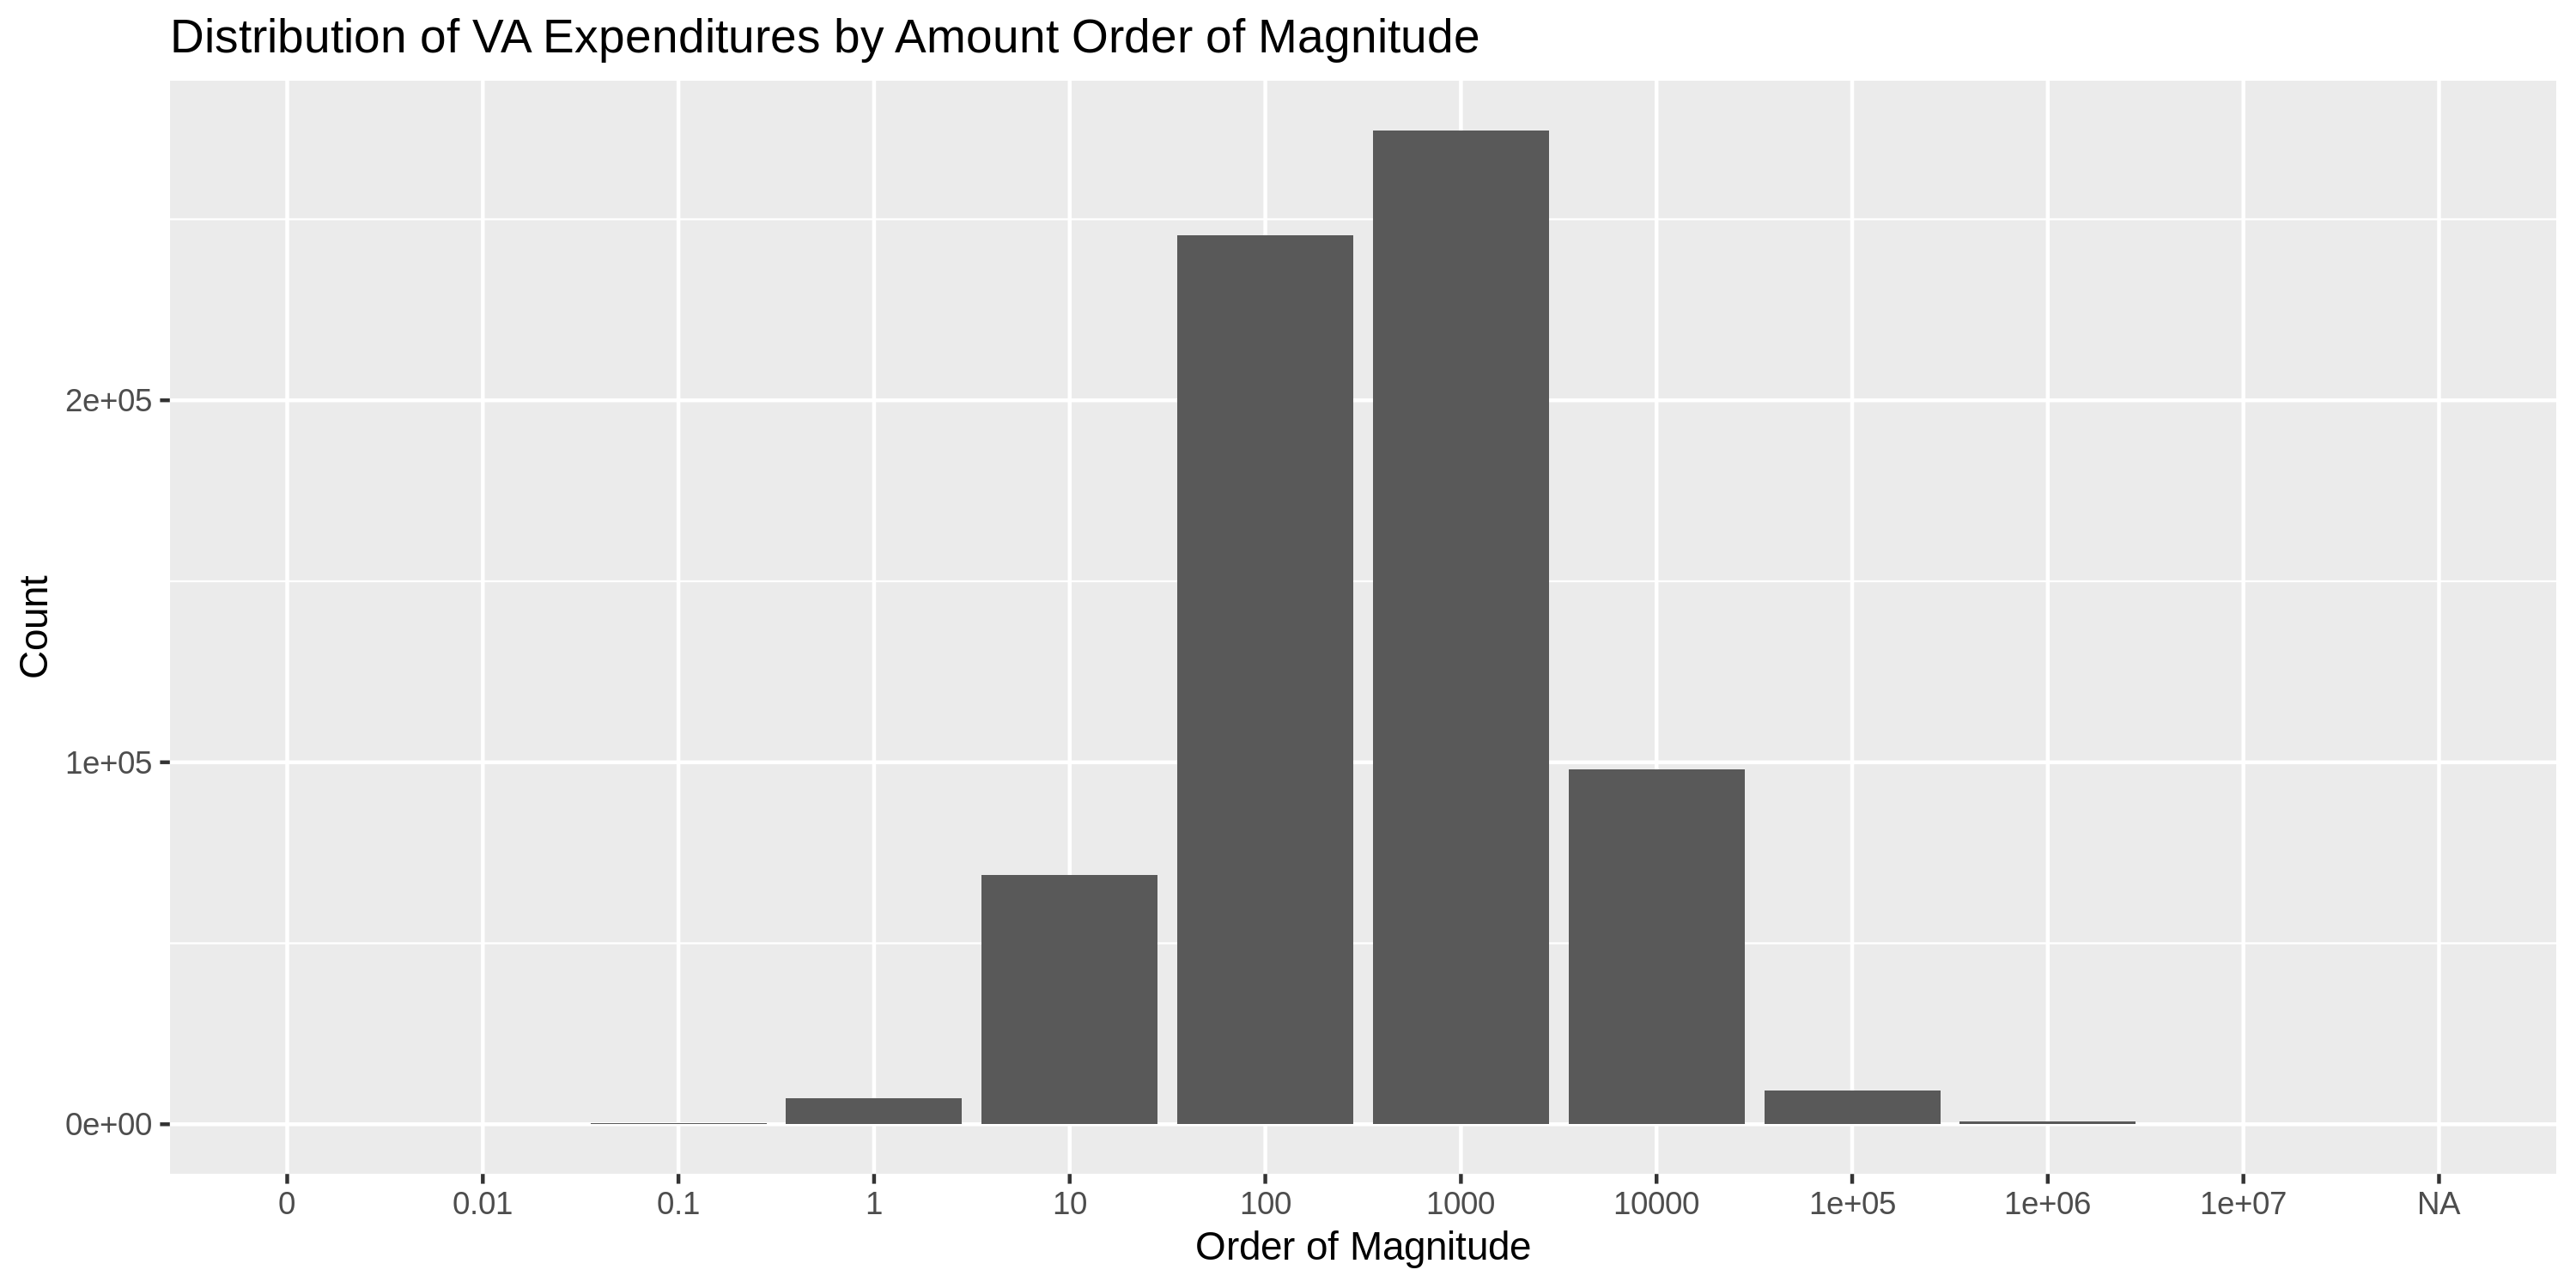 Distribution of VA Expenditures by Amount Order of Magnitude
Count
2e+05
1e+05
0e+00
0 0.01 0.1 1 10 100 1000 10000 1e+05 1e+06 1e+07 NA
Order of Magnitude